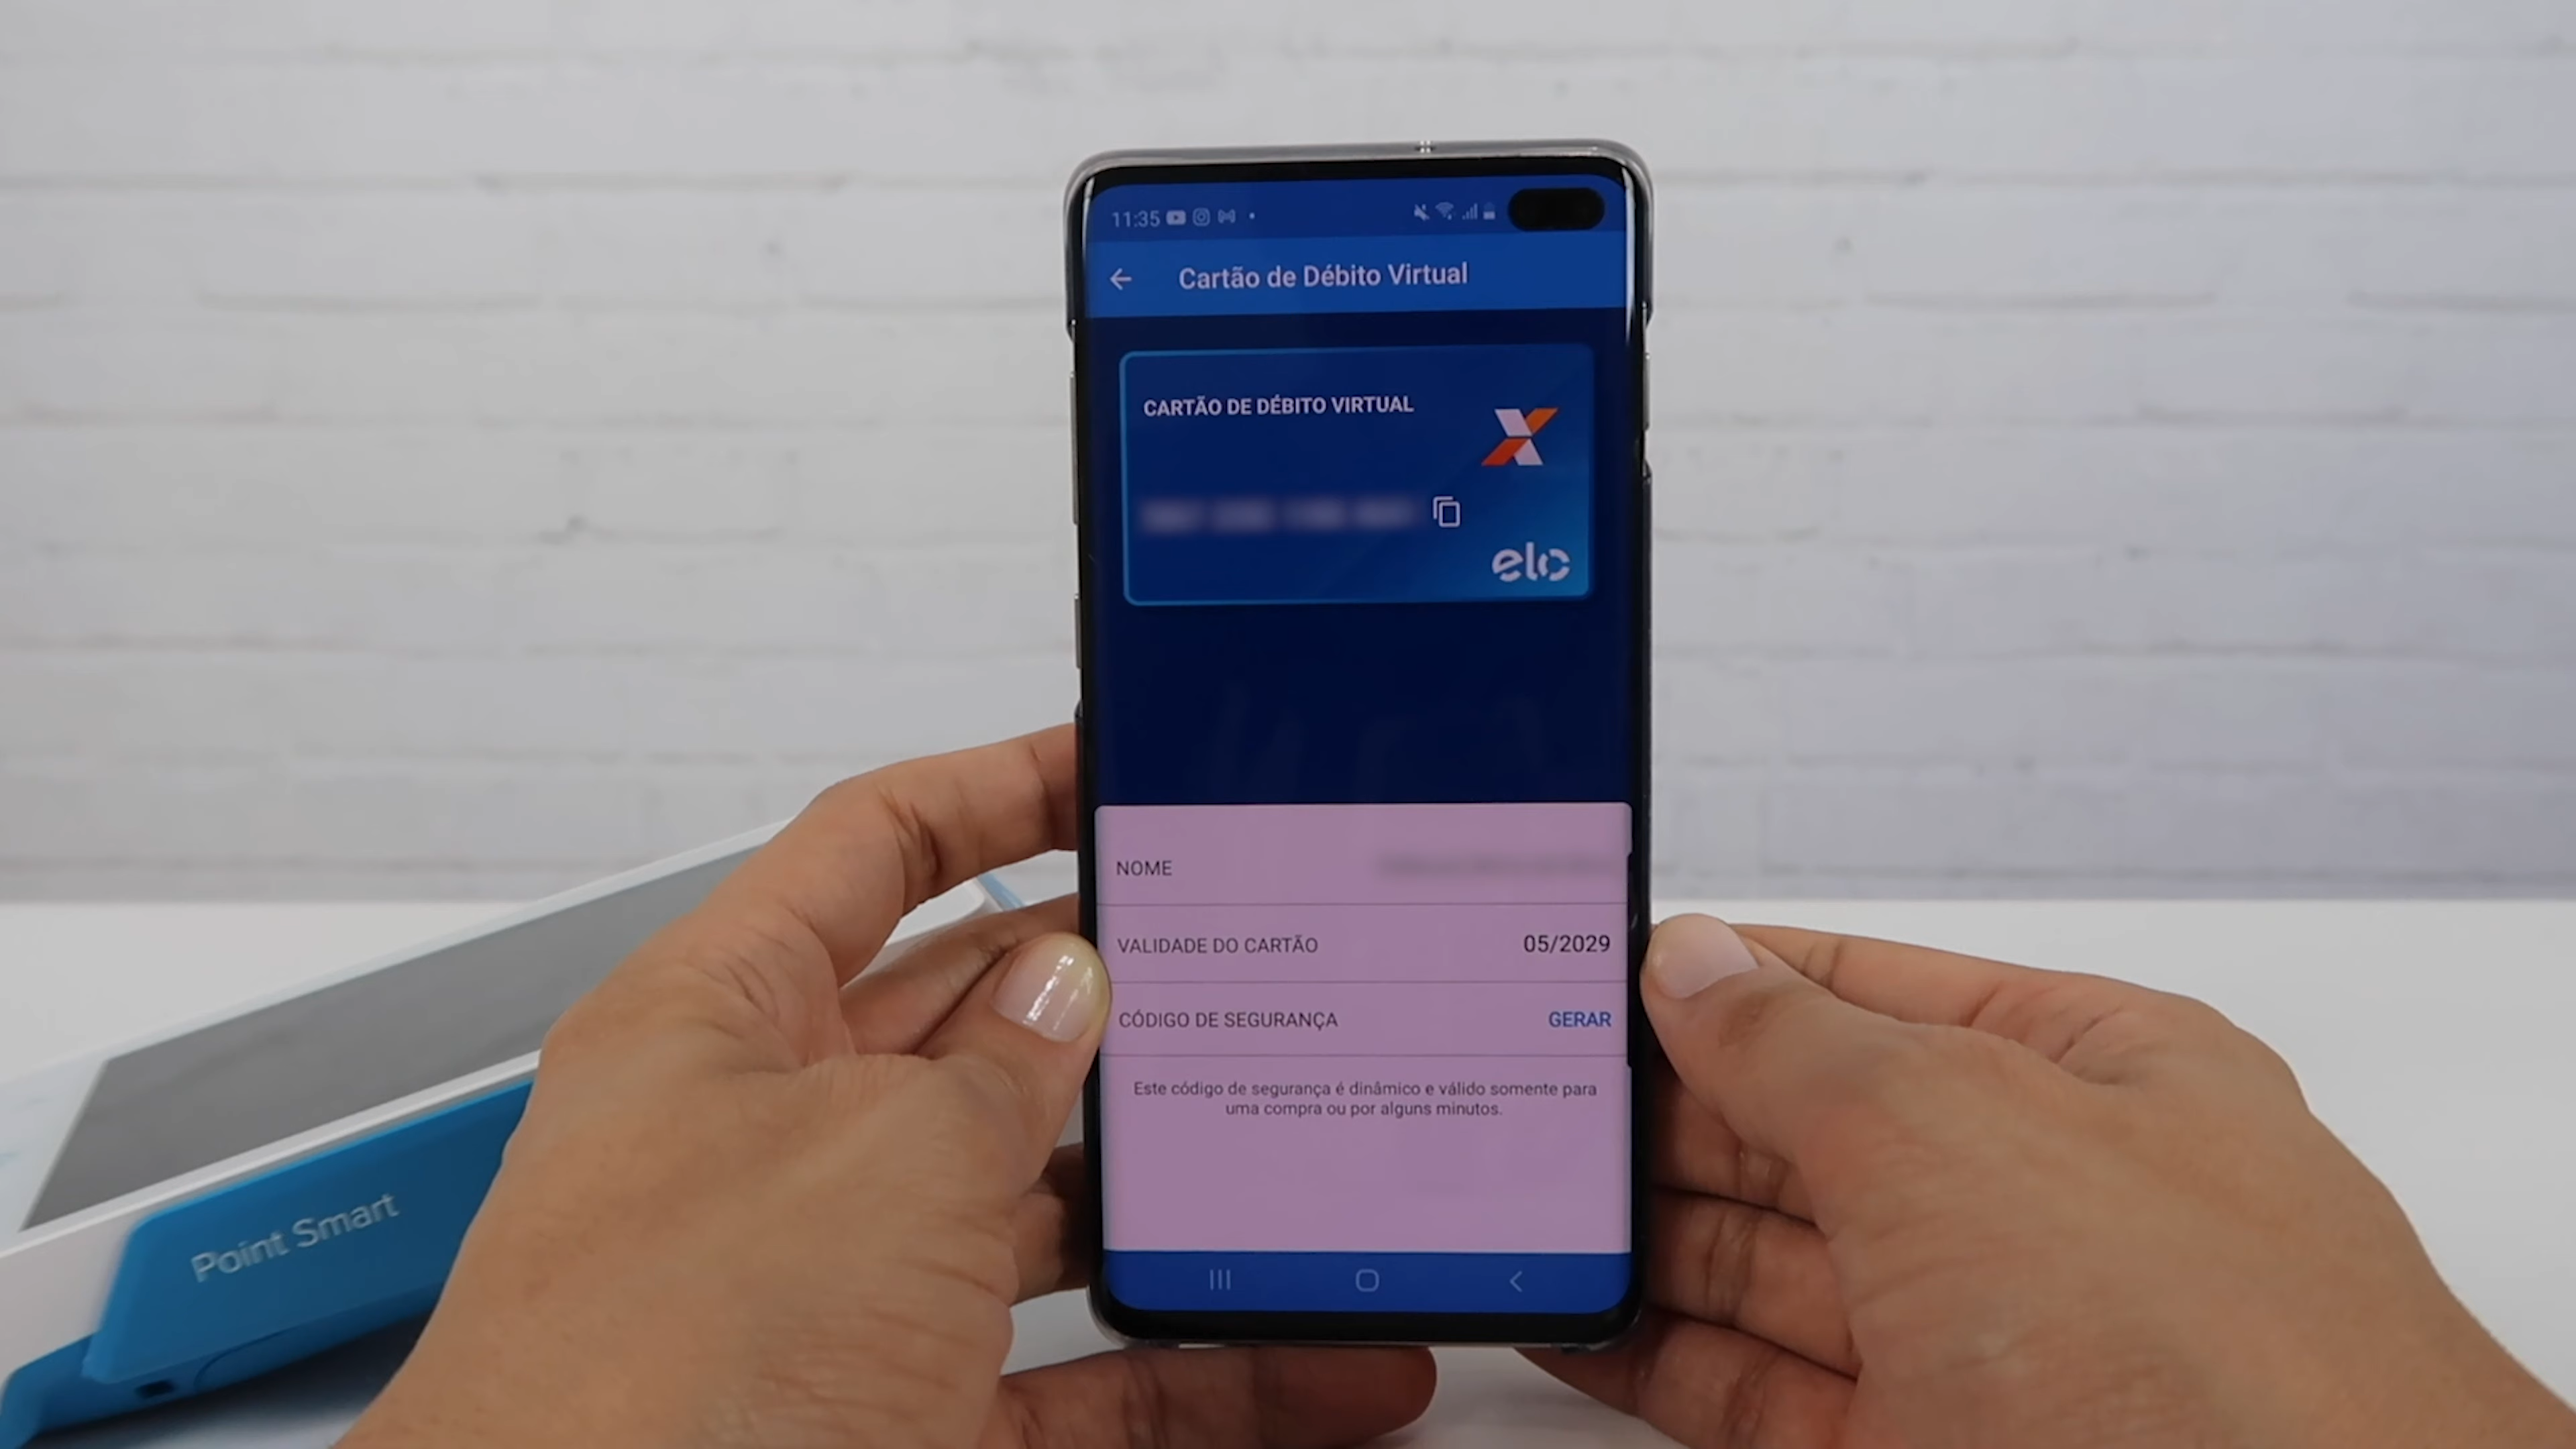 11:35
Cartão de Débito Virtual
CARTÃO DE DÉBITO VIRTUAL
elo
NOME
VALIDADE DO CARTÃO 05/2029
CÓDIGO DE SEGURANÇA GERAR
Este código de segurança é dinâmico e válido somente para
uma compra ou por alguns minutos.
Point Smart